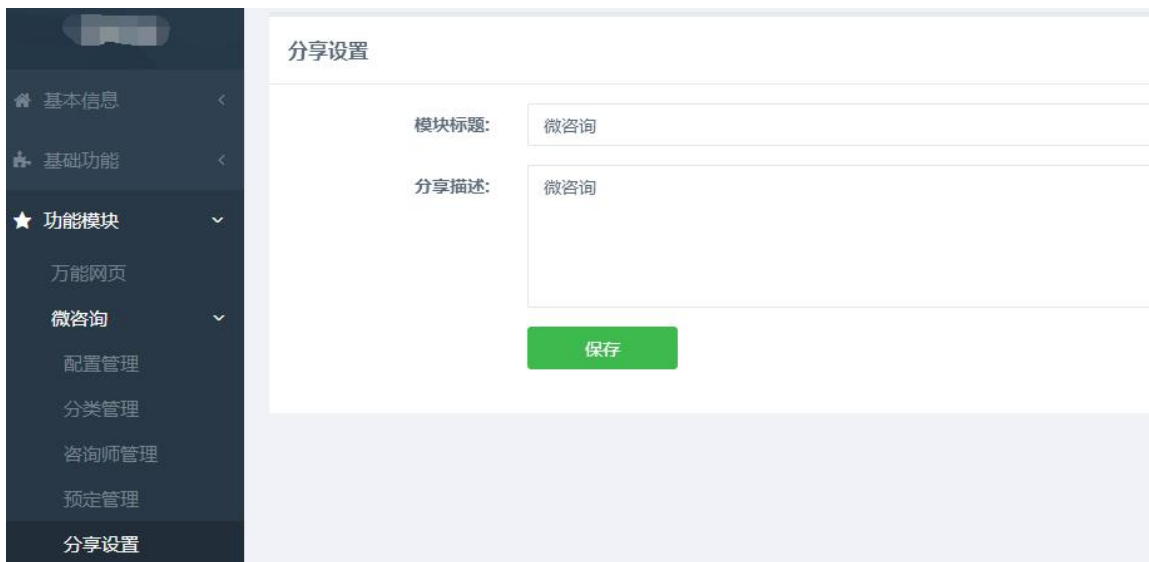 基本信息
基础功能
功能模块
万能网页
微咨询
配置管理
分类管理
咨询师管理
预定管理
分享设置
分享设置
模块标题: 微咨询
分享描述: 微咨询
保存